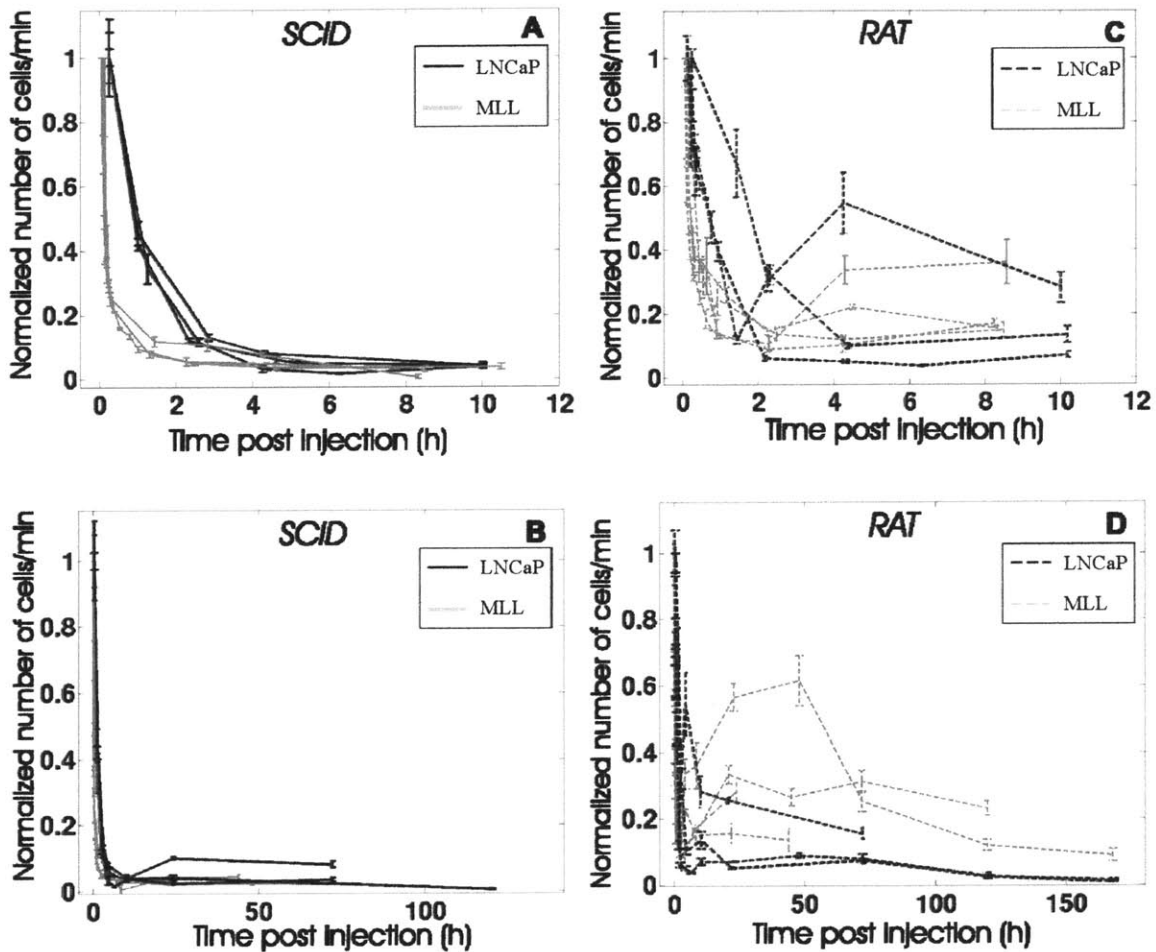 SCID
A
LNCaP
MLL
Normalized number of cells/min
1
0.8
0.6
0.4
0.2
0
0 2 4 6 8 10 12
Time post injection (h)
RAT
C
LNCaP
MLL
Normalized number of cells/min
1
0.8
0.6
0.4
0.2
0
0 2 4 6 8 10 12
Time post injection (h)
SCID
B
LNCaP
MLL
Normalized number of cells/min
1
0.8
0.6
0.4
0.2
0
0 50 100
Time post injection (h)
RAT
D
LNCaP
MLL
Normalized number of cells/min
1
0.8
0.6
0.4
0.2
0
0 50 100 150
Time post injection (h)